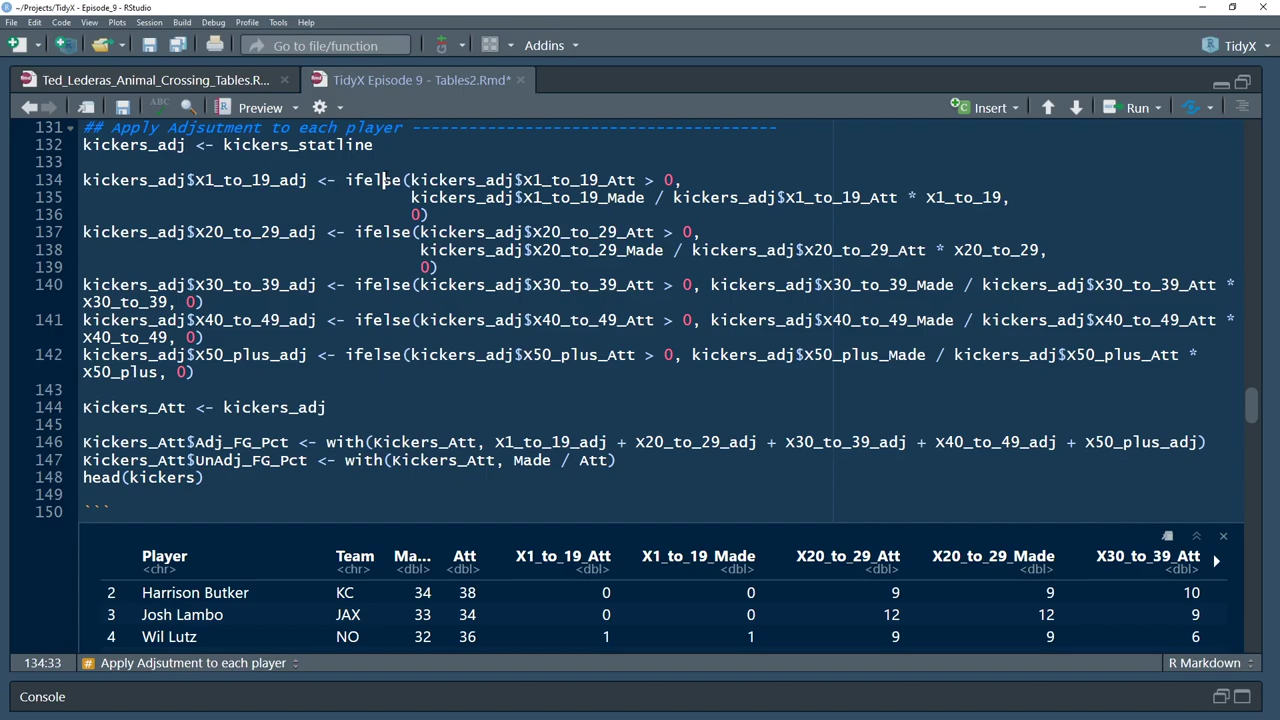 ~/Projects/TidyX - Episode_9 - RStudio
File Edit Code View Plots Session Build Debug Profile Tools Help
Go to file/function Addins TidyX
Ted_Lederas_Animal_Crossing_Tables.R... TidyX Episode 9 - Tables2.Rmd*
ABC Preview Insert Run
131 ## Apply Adjsutment to each player ---------------------------------------
132 kickers_adj <- kickers_statline
133
134 kickers_adj$X1_to_19_adj <- ifelse(kickers_adj$X1_to_19_Att > 0,
135 kickers_adj$X1_to_19_Made / kickers_adj$X1_to_19_Att * X1_to_19,
136 0)
137 kickers_adj$X20_to_29_adj <- ifelse(kickers_adj$X20_to_29_Att > 0,
138 kickers_adj$X20_to_29_Made / kickers_adj$X20_to_29_Att * X20_to_29,
139 0)
140 kickers_adj$X30_to_39_adj <- ifelse(kickers_adj$X30_to_39_Att > 0, kickers_adj$X30_to_39_Made / kickers_adj$X30_to_39_Att *
X30_to_39, 0)
141 kickers_adj$X40_to_49_adj <- ifelse(kickers_adj$X40_to_49_Att > 0, kickers_adj$X40_to_49_Made / kickers_adj$X40_to_49_Att *
X40_to_49, 0)
142 kickers_adj$X50_plus_adj <- ifelse(kickers_adj$X50_plus_Att > 0, kickers_adj$X50_plus_Made / kickers_adj$X50_plus_Att *
X50_plus, 0)
143
144 Kickers_Att <- kickers_adj
145
146 Kickers_Att$Adj_FG_Pct <- with(Kickers_Att, X1_to_19_adj + X20_to_29_adj + X30_to_39_adj + X40_to_49_adj + X50_plus_adj)
147 Kickers_Att$UnAdj_FG_Pct <- with(Kickers_Att, Made / Att)
148 head(kickers)
149
150 ```
Player Team Ma... Att X1_to_19_Att X1_to_19_Made X20_to_29_Att X20_to_29_Made X30_to_39_Att
<chr> <chr> <dbl> <dbl> <dbl> <dbl> <dbl> <dbl> <dbl>
2 Harrison Butker KC 34 38 0 0 9 9 10
3 Josh Lambo JAX 33 34 0 0 12 12 9
4 Wil Lutz NO 32 36 1 1 9 9 6
134:33 # Apply Adjsutment to each player R Markdown
Console